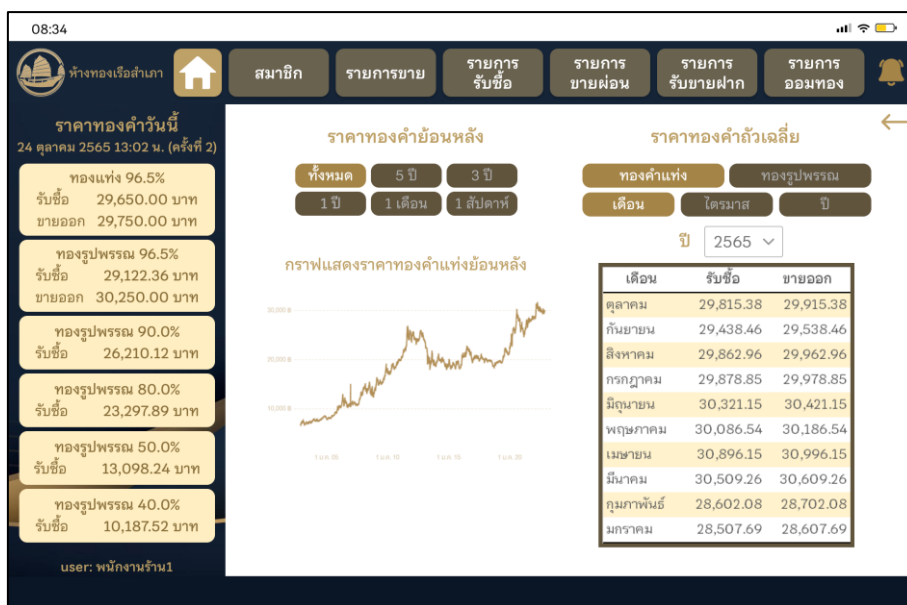 08:34
ห้างทองเรือสำเภา
สมาชิก
รายการขาย
รายการ
รับซื้อ
รายการ
ขายผ่อน
รายการ
รับขายฝาก
รายการ
ออมทอง
ราคาทองคำวันนี้
24 ตุลาคม 2565 13:02 น. (ครั้งที่ 2)
ทองแท่ง 96.5%
รับซื้อ 29,650.00 บาท
ขายออก 29,750.00 บาท
ทองรูปพรรณ 96.5%
รับซื้อ 29,122.36 บาท
ขายออก 30,250.00 บาท
ทองรูปพรรณ 90.0%
รับซื้อ 26,210.12 บาท
ทองรูปพรรณ 80.0%
รับซื้อ 23,297.89 บาท
ทองรูปพรรณ 50.0%
รับซื้อ 13,098.24 บาท
ทองรูปพรรณ 40.0%
รับซื้อ 10,187.52 บาท
user: พนักงานร้าน1
ราคาทองคำย้อนหลัง
ทั้งหมด 5 ปี 3 ปี
1 ปี 1 เดือน 1 สัปดาห์
กราฟแสดงราคาทองคำแท่งย้อนหลัง
30,000 ฿
20,000 ฿
10,000 ฿
1 ม.ค. 05 1 ม.ค. 10 1 ม.ค. 15 1 ม.ค. 20
ราคาทองคำถัวเฉลี่ย
ทองคำแท่ง ทองรูปพรรณ
เดือน ไตรมาส ปี
ปี 2565
เดือน รับซื้อ ขายออก
ตุลาคม 29,815.38 29,915.38
กันยายน 29,438.46 29,538.46
สิงหาคม 29,862.96 29,962.96
กรกฎาคม 29,878.85 29,978.85
มิถุนายน 30,321.15 30,421.15
พฤษภาคม 30,086.54 30,186.54
เมษายน 30,896.15 30,996.15
มีนาคม 30,509.26 30,609.26
กุมภาพันธ์ 28,602.08 28,702.08
มกราคม 28,507.69 28,607.69